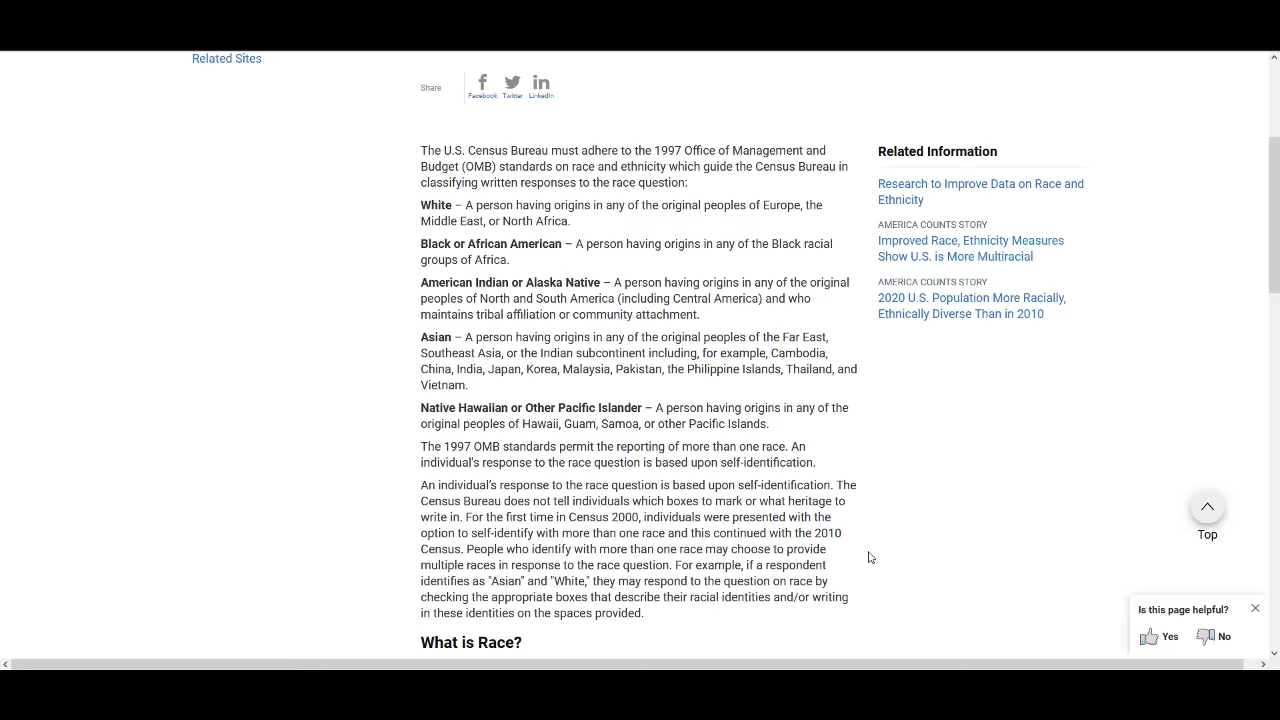 Related Sites
Share
Facebook Twitter LinkedIn
The U.S. Census Bureau must adhere to the 1997 Office of Management and
Budget (OMB) standards on race and ethnicity which guide the Census Bureau in
classifying written responses to the race question:
White – A person having origins in any of the original peoples of Europe, the
Middle East, or North Africa.
Black or African American – A person having origins in any of the Black racial
groups of Africa.
American Indian or Alaska Native – A person having origins in any of the original
peoples of North and South America (including Central America) and who
maintains tribal affiliation or community attachment.
Asian – A person having origins in any of the original peoples of the Far East,
Southeast Asia, or the Indian subcontinent including, for example, Cambodia,
China, India, Japan, Korea, Malaysia, Pakistan, the Philippine Islands, Thailand, and
Vietnam.
Native Hawaiian or Other Pacific Islander – A person having origins in any of the
original peoples of Hawaii, Guam, Samoa, or other Pacific Islands.
The 1997 OMB standards permit the reporting of more than one race. An
individual's response to the race question is based upon self-identification.
An individual's response to the race question is based upon self-identification. The
Census Bureau does not tell individuals which boxes to mark or what heritage to
write in. For the first time in Census 2000, individuals were presented with the
option to self-identify with more than one race and this continued with the 2010
Census. People who identify with more than one race may choose to provide
multiple races in response to the race question. For example, if a respondent
identifies as "Asian" and "White," they may respond to the question on race by
checking the appropriate boxes that describe their racial identities and/or writing
in these identities on the spaces provided.
What is Race?
Related Information
Research to Improve Data on Race and
Ethnicity
AMERICA COUNTS STORY
Improved Race, Ethnicity Measures
Show U.S. is More Multiracial
AMERICA COUNTS STORY
2020 U.S. Population More Racially,
Ethnically Diverse Than in 2010
Top
Is this page helpful?
Yes No